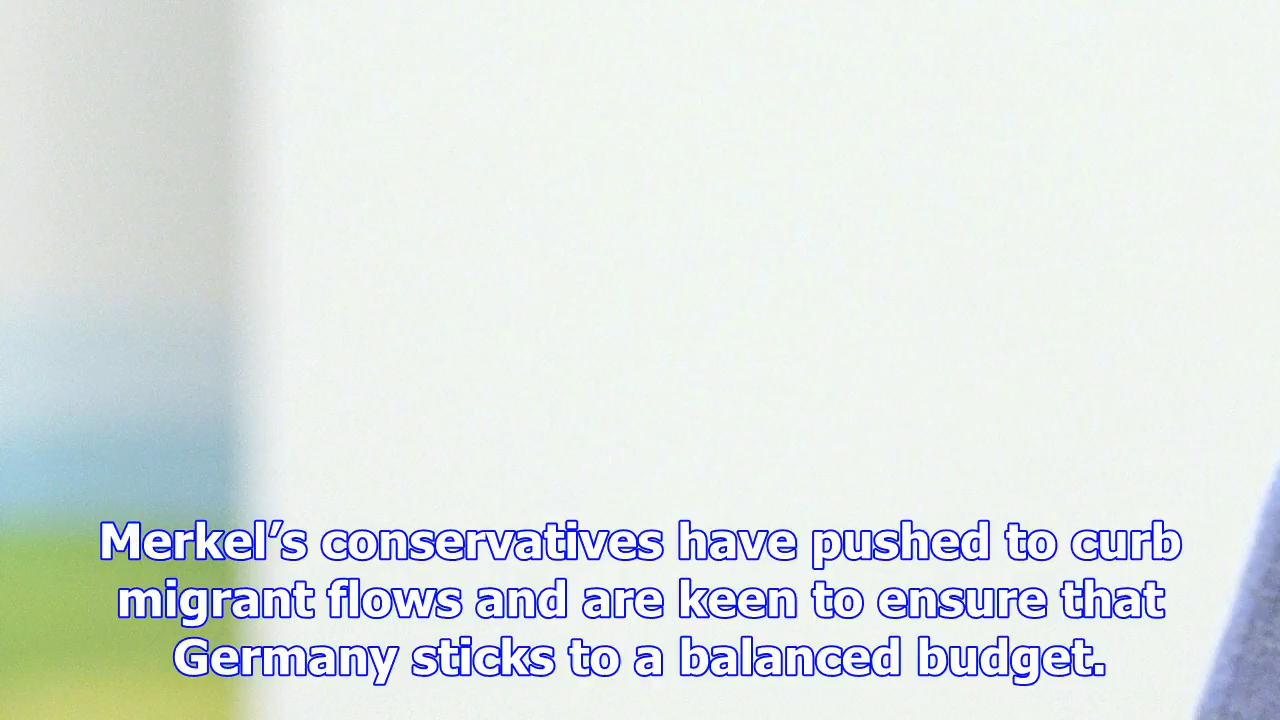 Merkel’s conservatives have pushed to curb
migrant flows and are keen to ensure that
Germany sticks to a balanced budget.